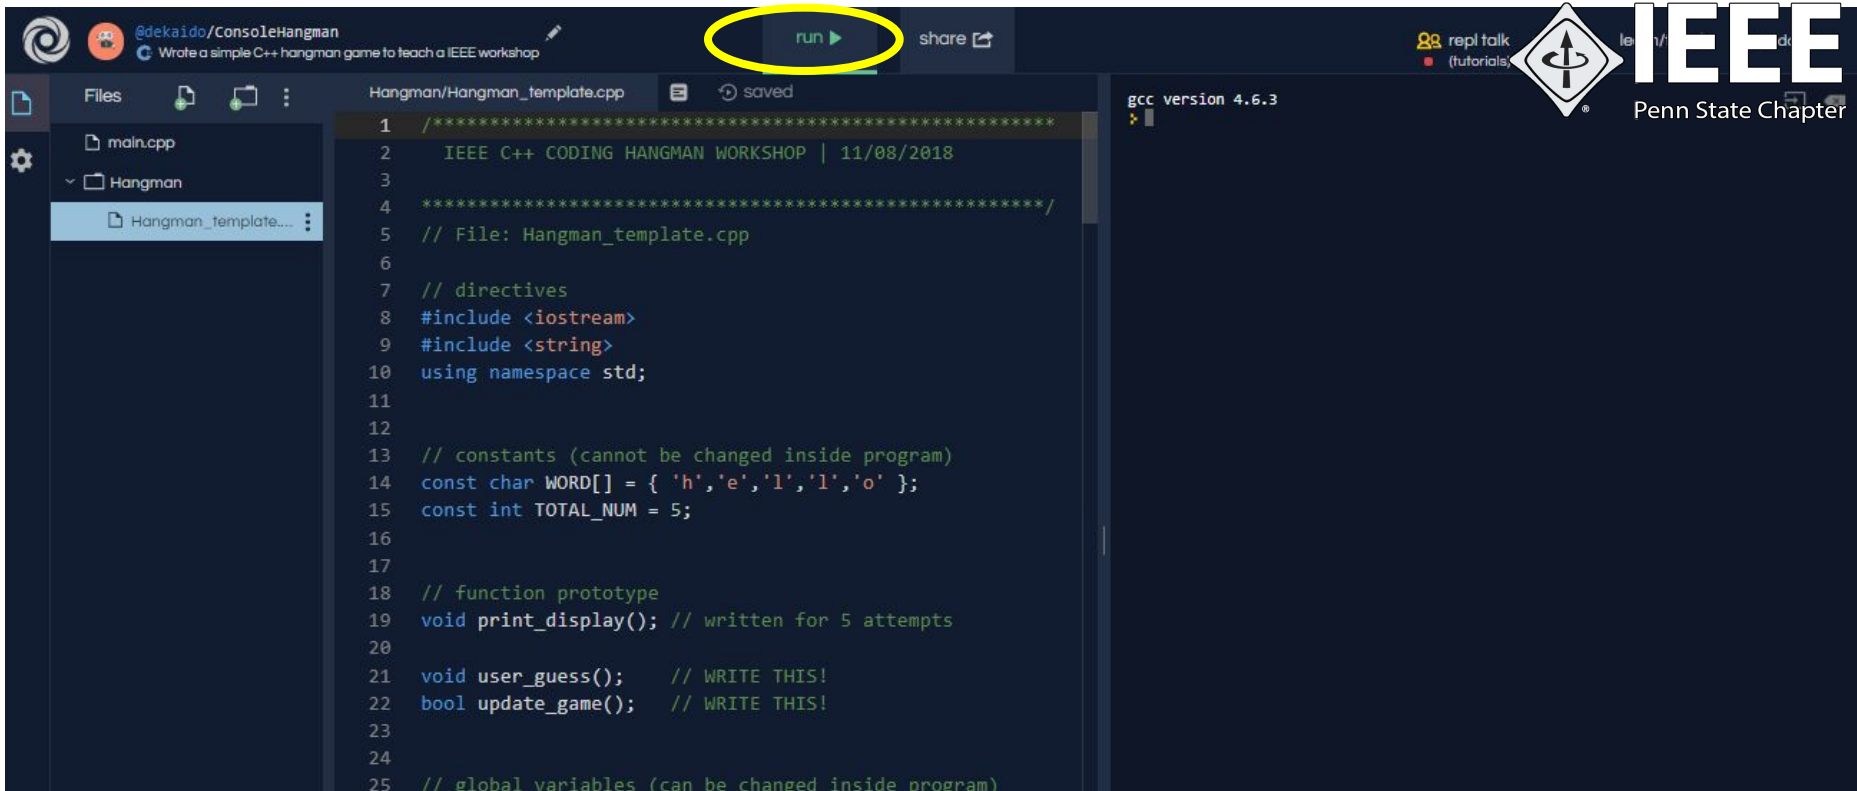 @dekaido/ConsoleHangman
Wrote a simple C++ hangman game to teach a IEEE workshop
run
share
repl talk
(tutorials)
IEEE
Penn State Chapter
Files
main.cpp
Hangman
Hangman_template....
Hangman/Hangman_template.cpp
saved
1 /*******************************************************
2 IEEE C++ CODING HANGMAN WORKSHOP | 11/08/2018
3
4 *******************************************************/
5 // File: Hangman_template.cpp
6
7 // directives
8 #include <iostream>
9 #include <string>
10 using namespace std;
11
12
13 // constants (cannot be changed inside program)
14 const char WORD[] = { 'h','e','l','l','o' };
15 const int TOTAL_NUM = 5;
16
17
18 // function prototype
19 void print_display(); // written for 5 attempts
20
21 void user_guess(); // WRITE THIS!
22 bool update_game(); // WRITE THIS!
23
24
25 // global variables (can be changed inside program)
gcc version 4.6.3